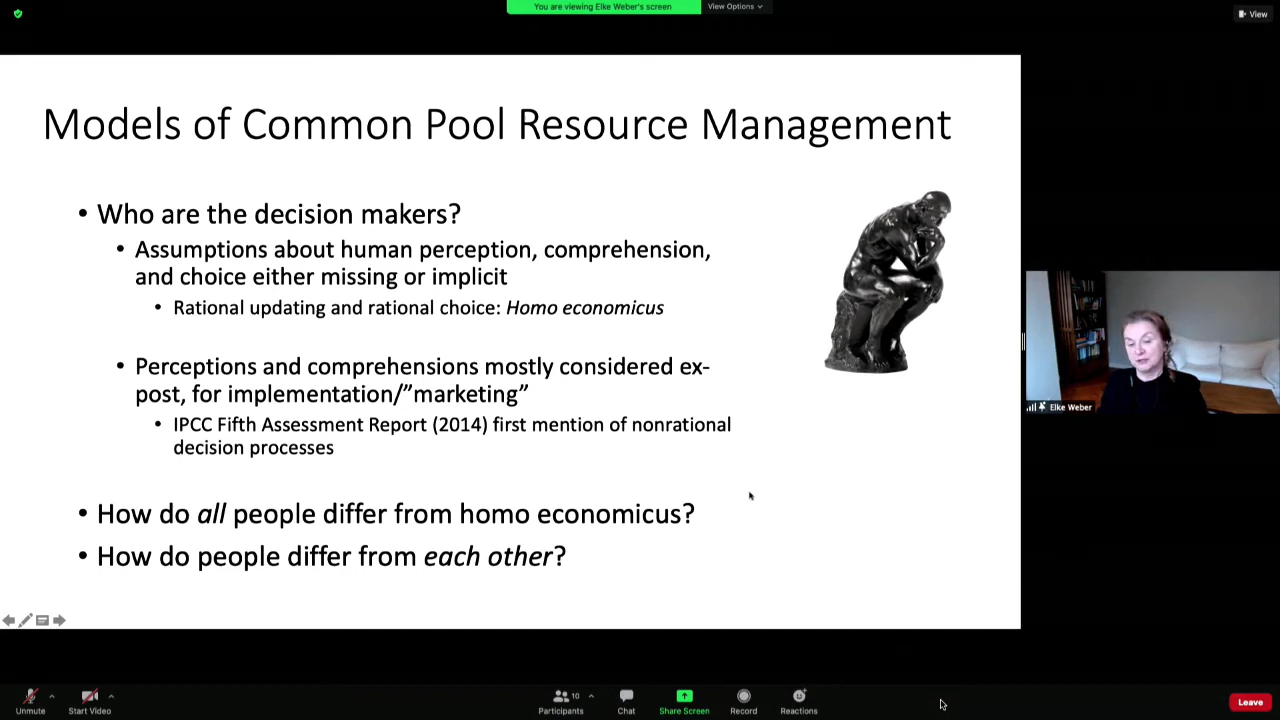 You are viewing Elke Weber's screen
View Options
View
Models of Common Pool Resource Management
• Who are the decision makers?
• Assumptions about human perception, comprehension,
and choice either missing or implicit
• Rational updating and rational choice: Homo economicus
• Perceptions and comprehensions mostly considered ex-
post, for implementation/”marketing”
• IPCC Fifth Assessment Report (2014) first mention of nonrational
decision processes
• How do all people differ from homo economicus?
• How do people differ from each other?
Elke Weber
Unmute
Start Video
10
Participants
Chat
Share Screen
Record
Reactions
Leave